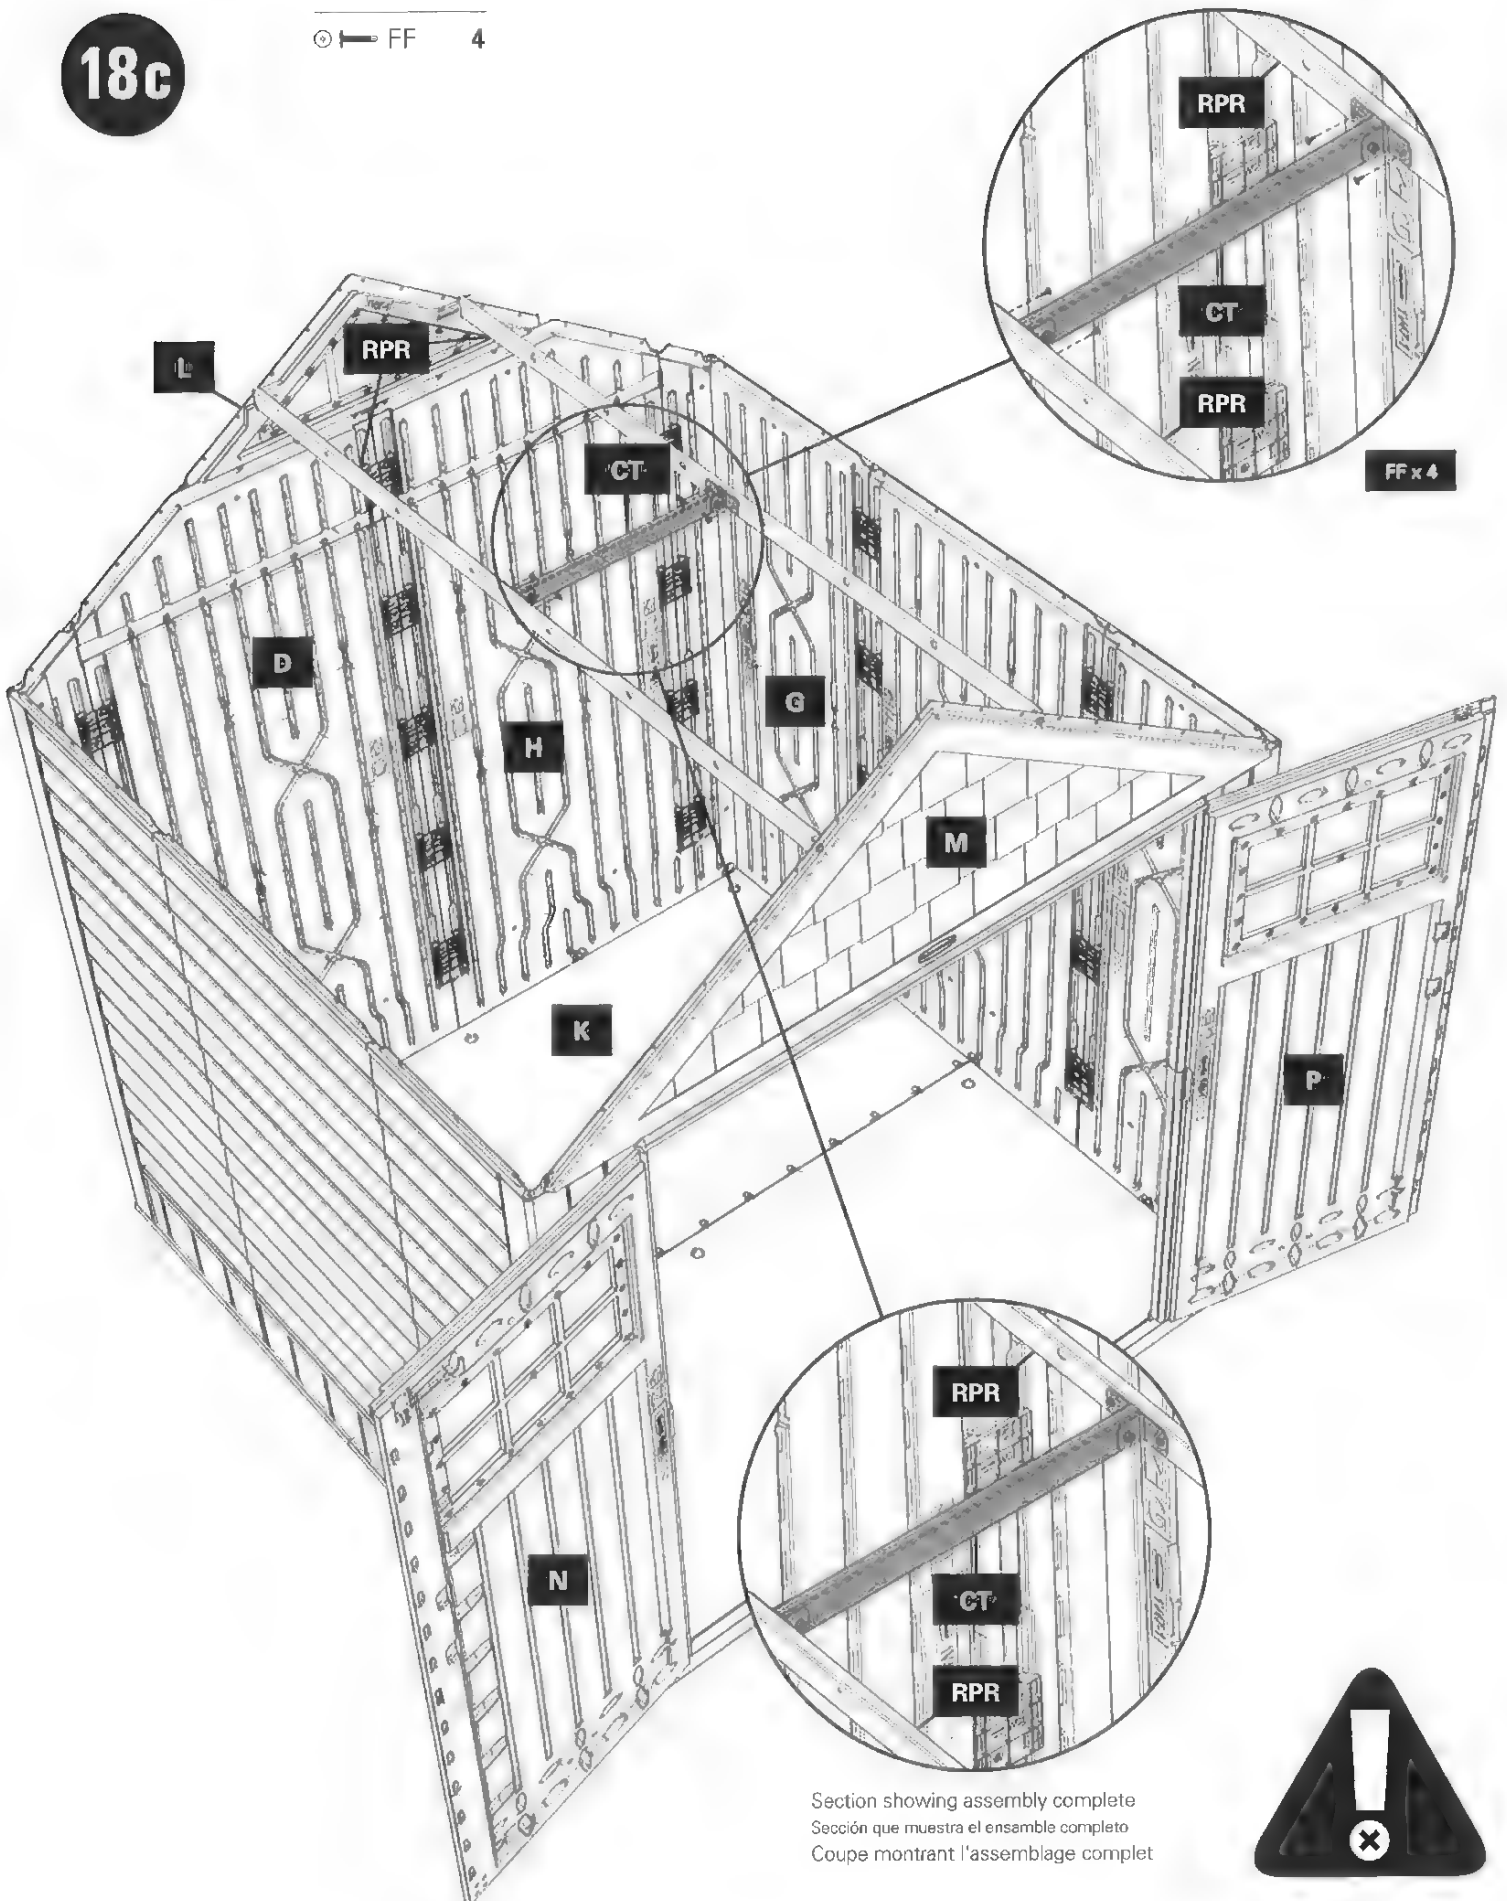 18c
FF 4
RPR
CT
RPR
FF x 4
L
RPR
CT
D
H
G
M
K
P
N
RPR
CT
RPR
Section showing assembly complete
Sección que muestra el ensamble completo
Coupe montrant l'assemblage complet